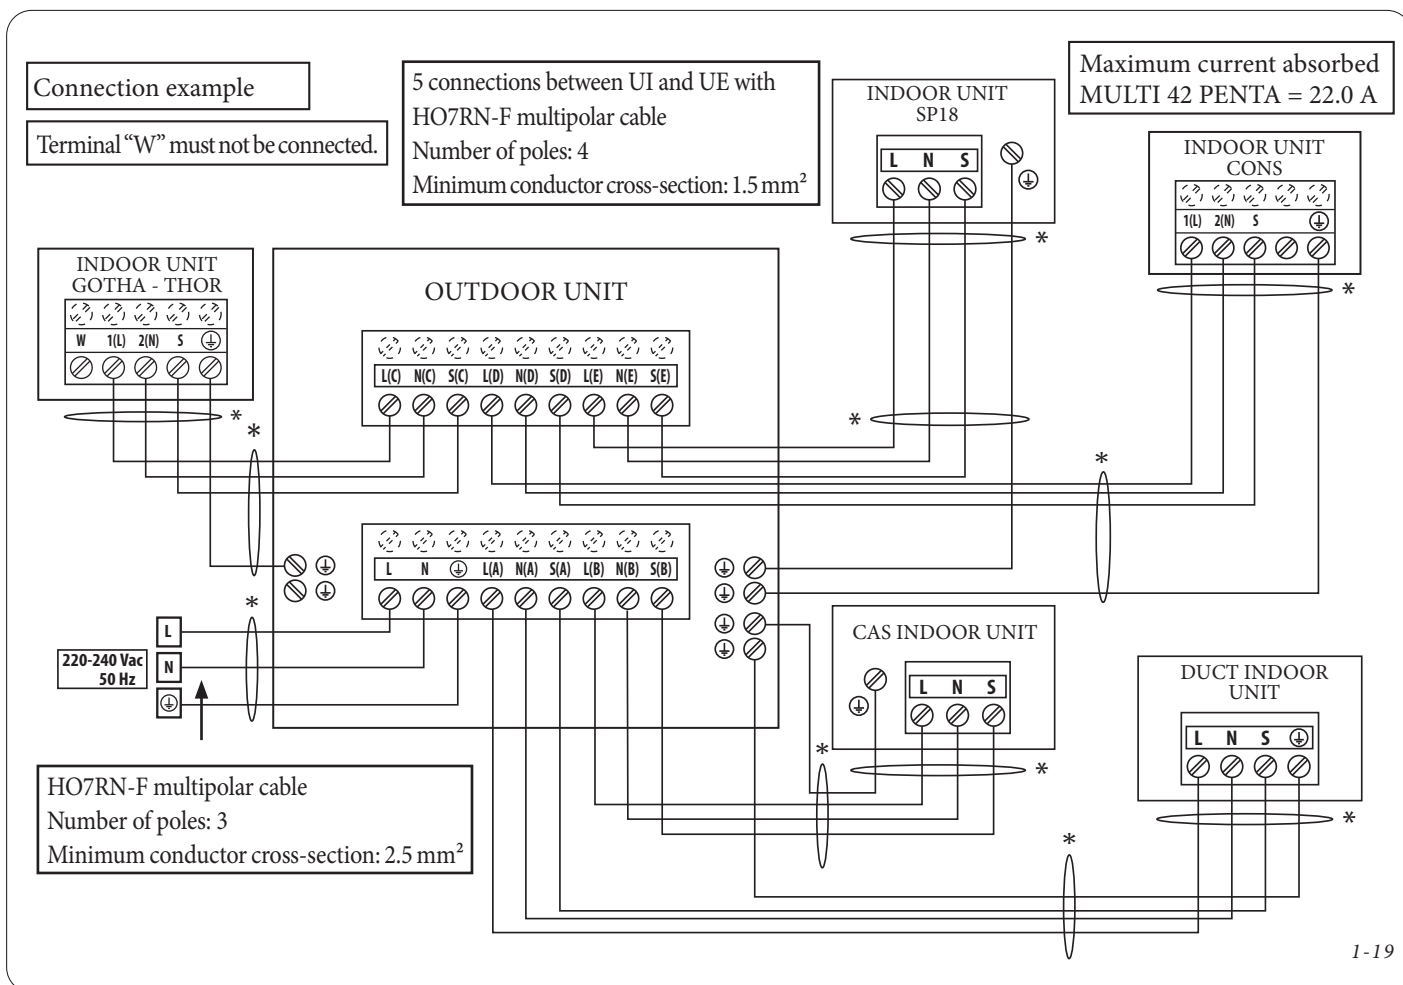 Connection example
Terminal “W” must not be connected.
5 connections between UI and UE with
HO7RN-F multipolar cable
Number of poles: 4
Minimum conductor cross-section: 1.5 mm²
INDOOR UNIT
SP18
L N S
Maximum current absorbed
MULTI 42 PENTA = 22.0 A
INDOOR UNIT
CONS
1(L) 2(N) S
*
*
INDOOR UNIT
GOTHA - THOR
W 1(L) 2(N) S
*
*
OUTDOOR UNIT
L(C) N(C) S(C) L(D) N(D) S(D) L(E) N(E) S(E)
*
*
L N L(A) N(A) S(A) L(B) N(B) S(B)
*
L
220-240 Vac
50 Hz
N
CAS INDOOR UNIT
L N S
*
*
DUCT INDOOR
UNIT
L N S
*
*
HO7RN-F multipolar cable
Number of poles: 3
Minimum conductor cross-section: 2.5 mm²
1-19